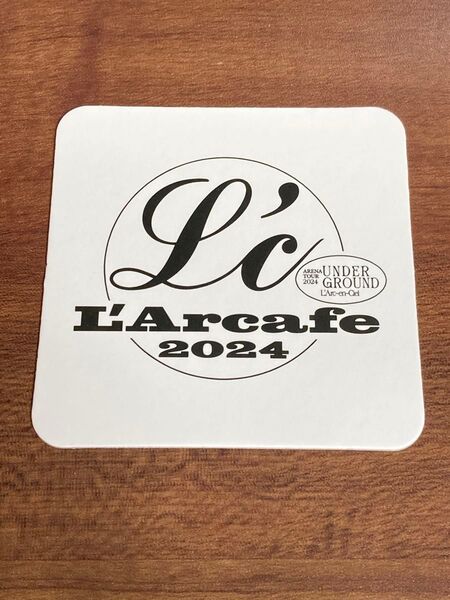 L'c
ARENA
TOUR
2024
UNDER
GROUND
L'Arc~en~Ciel
L'Arcafe
2024